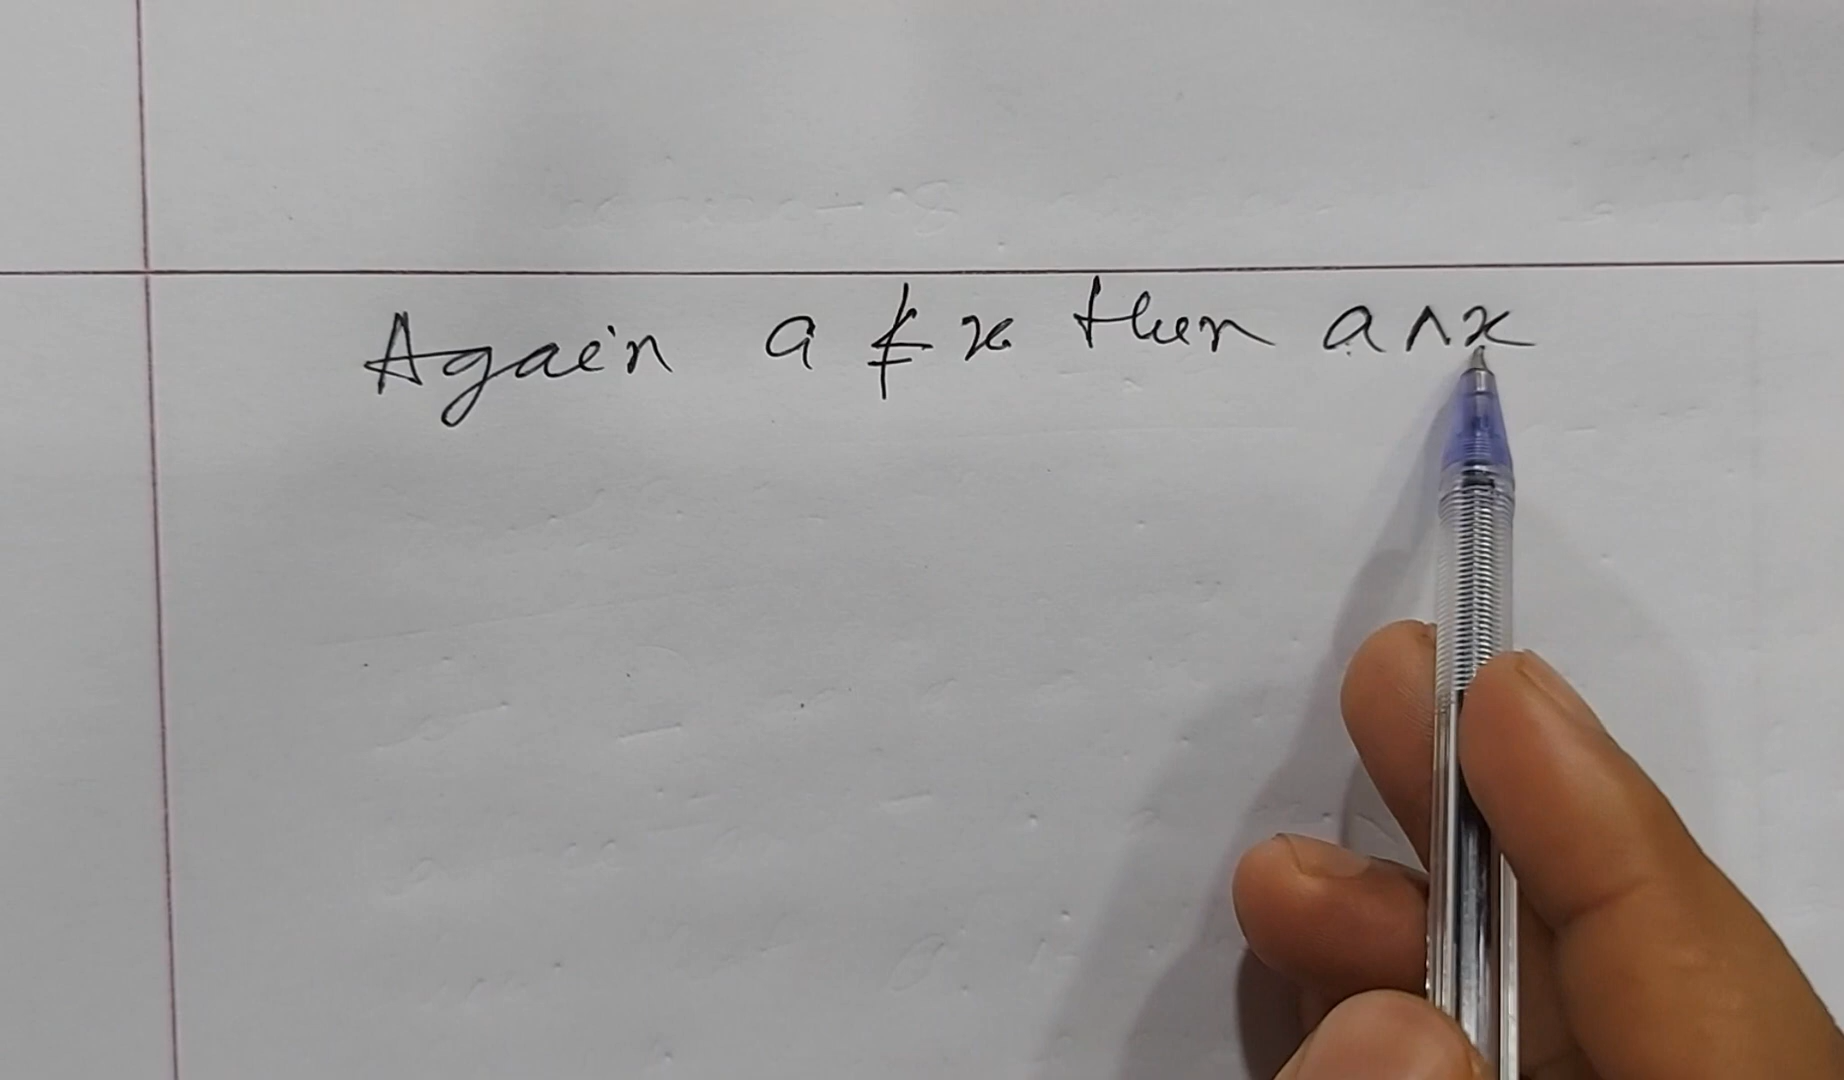 Again a ≰ x then a ∧ x